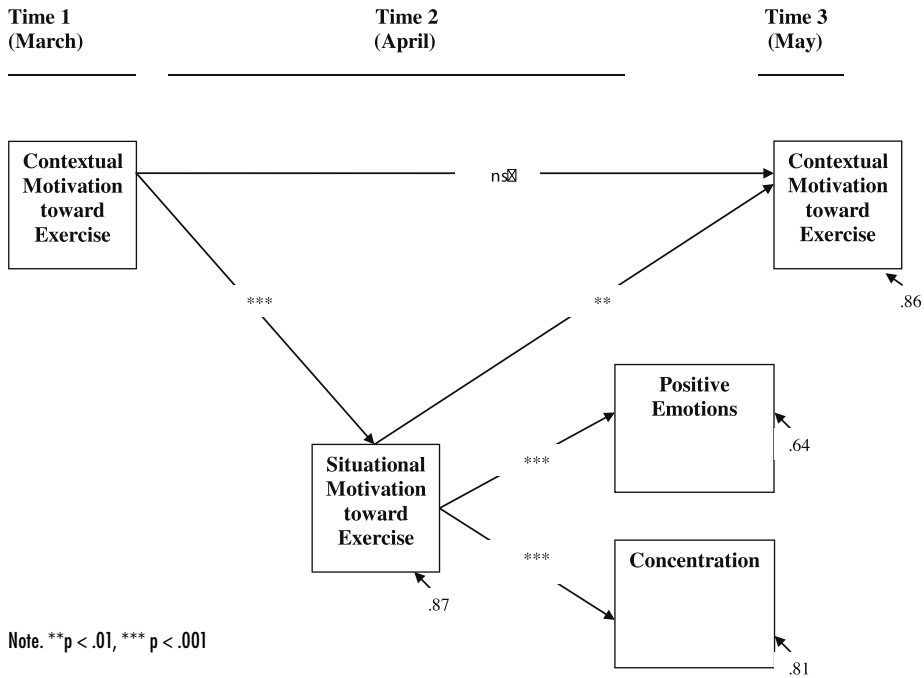 Time 1
(March)
Time 2
(April)
Time 3
(May)
Contextual
Motivation
toward
Exercise
ns
Contextual
Motivation
toward
Exercise
.86
***
**
Positive
Emotions
.64
***
Situational
Motivation
toward
Exercise
.87
***
Concentration
.81
Note. **p < .01, *** p < .001